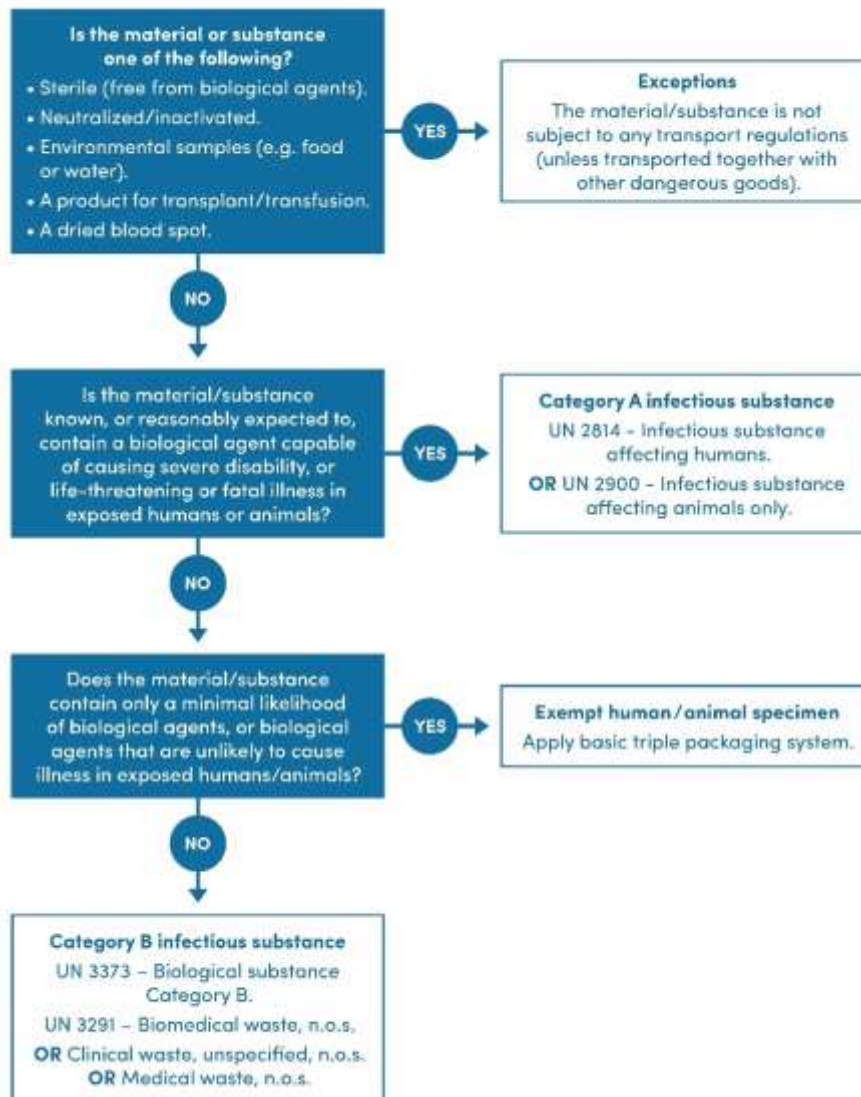 Is the material or substance
one of the following?
• Sterile (free from biological agents).
• Neutralized/inactivated.
• Environmental samples (e.g. food
or water).
• A product for transplant/transfusion.
• A dried blood spot.
YES
Exceptions
The material/substance is not
subject to any transport regulations
(unless transported together with
other dangerous goods).
NO
Is the material/substance
known, or reasonably expected to,
contain a biological agent capable
of causing severe disability, or
life-threatening or fatal illness in
exposed humans or animals?
YES
Category A infectious substance
UN 2814 – Infectious substance
affecting humans.
OR UN 2900 – Infectious substance
affecting animals only.
NO
Does the material/substance
contain only a minimal likelihood
of biological agents, or biological
agents that are unlikely to cause
illness in exposed humans/animals?
YES
Exempt human/animal specimen
Apply basic triple packaging system.
NO
Category B infectious substance
UN 3373 – Biological substance
Category B.
UN 3291 – Biomedical waste, n.o.s,
OR Clinical waste, unspecified, n.o.s.
OR Medical waste, n.o.s.